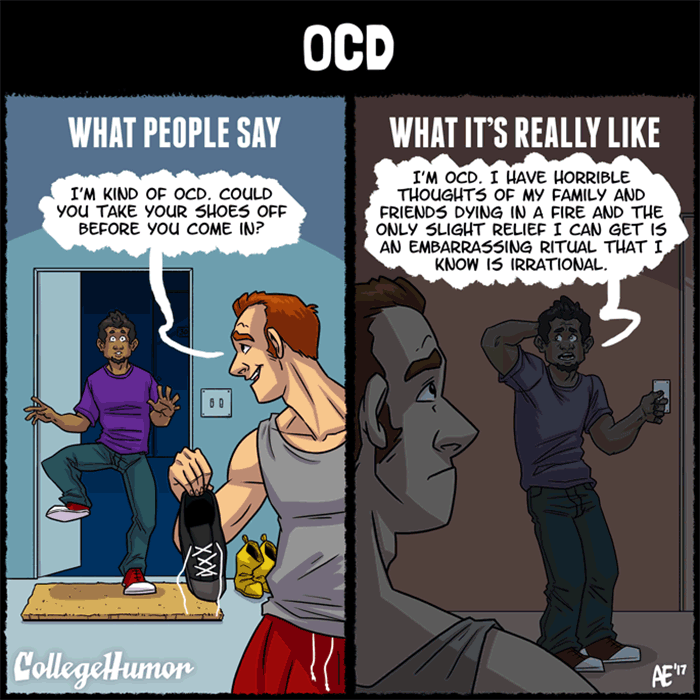 OCD
WHAT PEOPLE SAY
I'M KIND OF OCD. COULD
YOU TAKE YOUR SHOES OFF
BEFORE YOU COME IN?
CollegeHumor
WHAT IT'S REALLY LIKE
I'M OCD. I HAVE HORRIBLE
THOUGHTS OF MY FAMILY AND
FRIENDS DYING IN A FIRE AND THE
ONLY SLIGHT RELIEF I CAN GET IS
AN EMBARRASSING RITUAL THAT I
KNOW IS IRRATIONAL.
AE'17